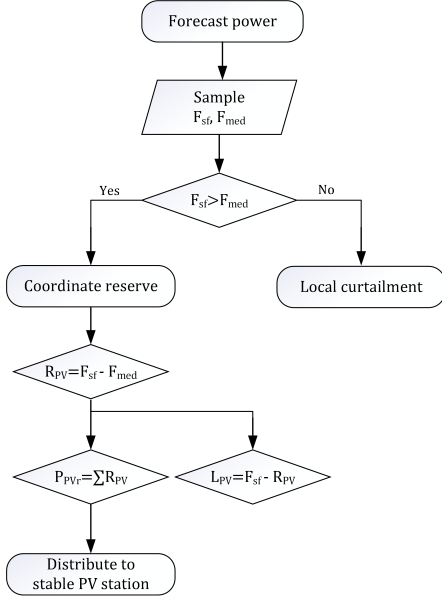 Forecast power
Sample
F_sf, F_med
F_sf>F_med
Yes
No
Coordinate reserve
Local curtailment
R_PV=F_sf - F_med
P_PVr=∑R_PV
L_PV=F_sf - R_PV
Distribute to
stable PV station